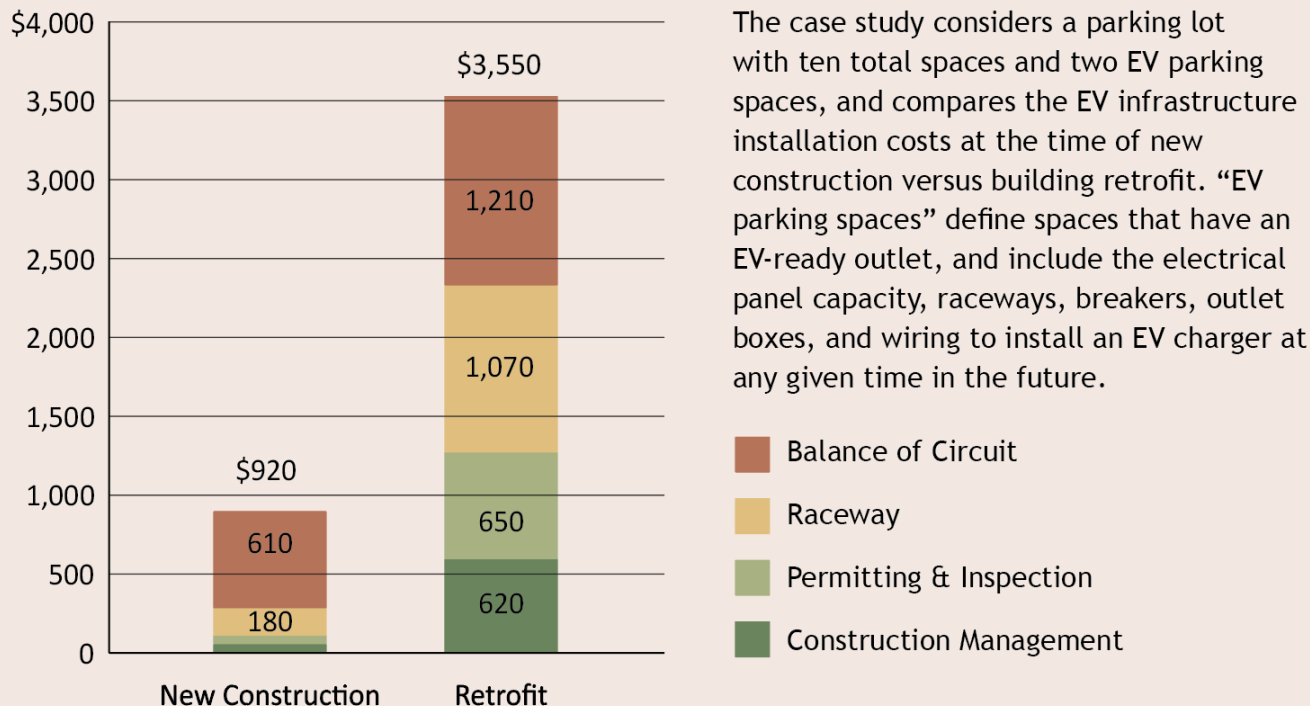 $4,000
3,500
3,000
2,500
2,000
1,500
1,000
500
0
$920
610
180
$3,550
1,210
1,070
650
620
New Construction
Retrofit
The case study considers a parking lot
with ten total spaces and two EV parking
spaces, and compares the EV infrastructure
installation costs at the time of new
construction versus building retrofit. “EV
parking spaces” define spaces that have an
EV-ready outlet, and include the electrical
panel capacity, raceways, breakers, outlet
boxes, and wiring to install an EV charger at
any given time in the future.
Balance of Circuit
Raceway
Permitting & Inspection
Construction Management